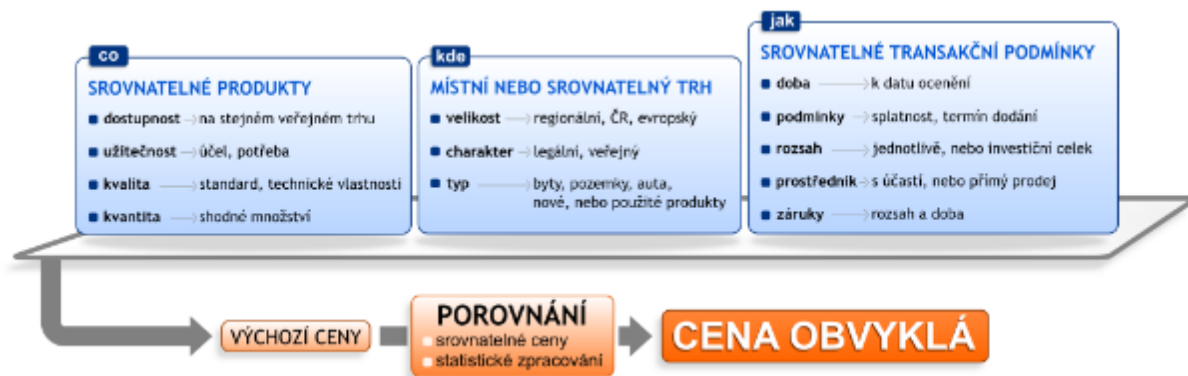 co
SROVNATELNÉ PRODUKTY
dostupnost → na stejném veřejném trhu
užitečnost → účel, potřeba
kvalita → standard, technické vlastnosti
kvantita → shodné množství
kde
MÍSTNÍ NEBO SROVNATELNÝ TRH
velikost → regionální, ČR, evropský
charakter → legální, veřejný
typ → byty, pozemky, auta,
nové, nebo použité produkty
jak
SROVNATELNÉ TRANSAKČNÍ PODMÍNKY
doba → k datu ocenění
podmínky → splatnost, termín dodání
rozsah → jednotlivě, nebo investiční celek
prostředník → s účastí, nebo přímý prodej
záruky → rozsah a doba
VÝCHOZÍ CENY
POROVNÁNÍ
srovnatelné ceny
statistické zpracování
CENA OBVYKLÁ